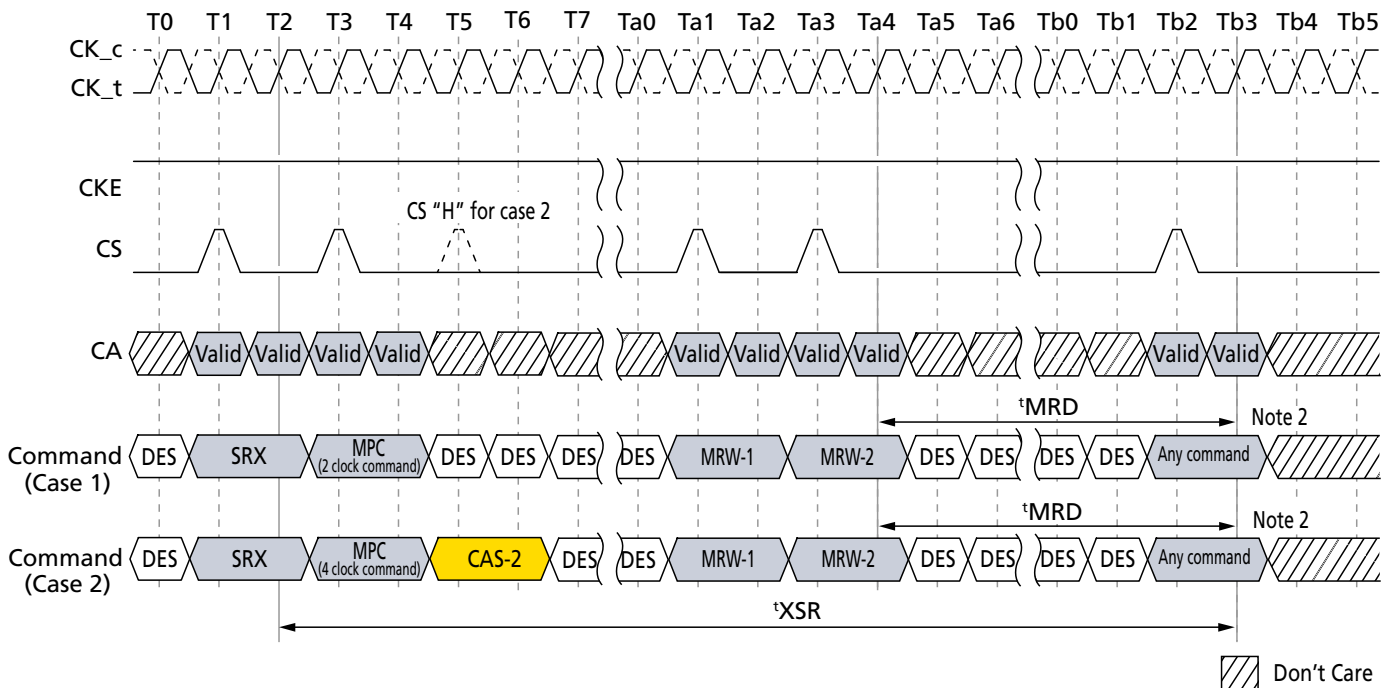 T0 T1 T2 T3 T4 T5 T6 T7 Ta0 Ta1 Ta2 Ta3 Ta4 Ta5 Ta6 Tb0 Tb1 Tb2 Tb3 Tb4 Tb5
CK_c
CK_t
CKE
CS "H" for case 2
CS
CA Valid Valid Valid Valid Valid Valid Valid Valid Valid Valid
tMRD Note 2
Command (Case 1) DES SRX MPC (2 clock command) DES DES DES DES MRW-1 MRW-2 DES DES DES DES Any command
tMRD Note 2
Command (Case 2) DES SRX MPC (4 clock command) CAS-2 DES DES MRW-1 MRW-2 DES DES DES DES Any command
tXSR
Don't Care